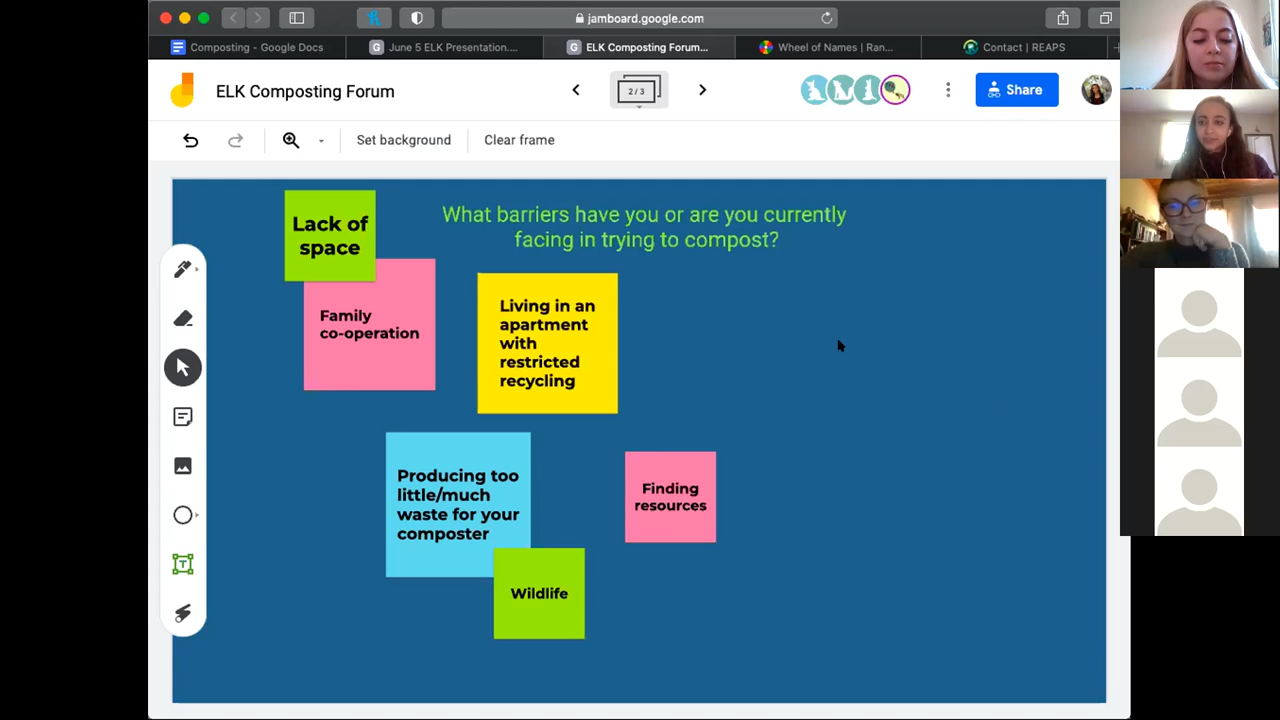 jamboard.google.com
Composting - Google Docs
June 5 ELK Presentation....
ELK Composting Forum...
Wheel of Names | Ran...
Contact | REAPS
ELK Composting Forum
2/3
Share
Set background
Clear frame
What barriers have you or are you currently
facing in trying to compost?
Lack of
space
Family
co-operation
Living in an
apartment
with
restricted
recycling
Producing too
little/much
waste for your
composter
Finding
resources
Wildlife